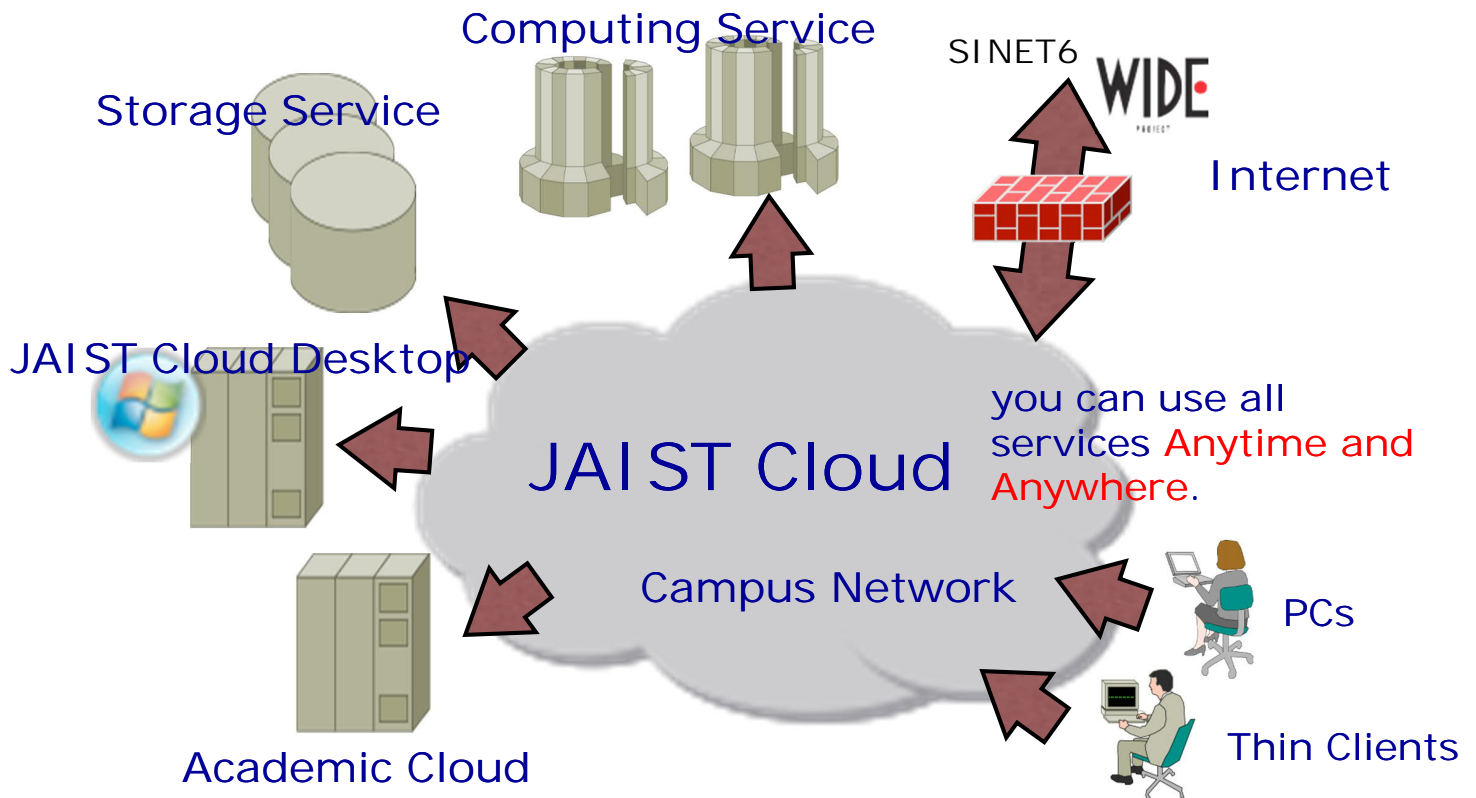 Computing Service
SINET6
WIDE
PROJECT
Storage Service
Internet
JAIST Cloud Desktop
you can use all
services Anytime and
Anywhere.
JAIST Cloud
Campus Network
PCs
Thin Clients
Academic Cloud